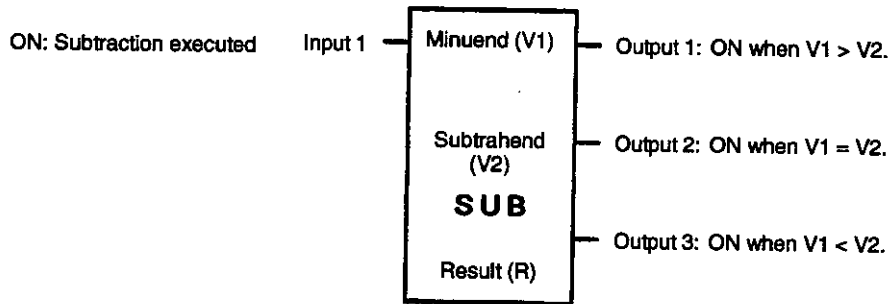 ON: Subtraction executed Input 1 Minuend (V1) Output 1: ON when V1 > V2.
Subtrahend Output 2: ON when V1 = V2.
(V2)
SUB
Output 3: ON when V1 < V2.
Result (R)